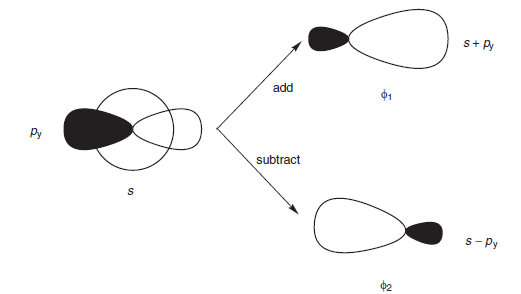 s + py
add
ϕ1
py
subtract
s
s − py
ϕ2